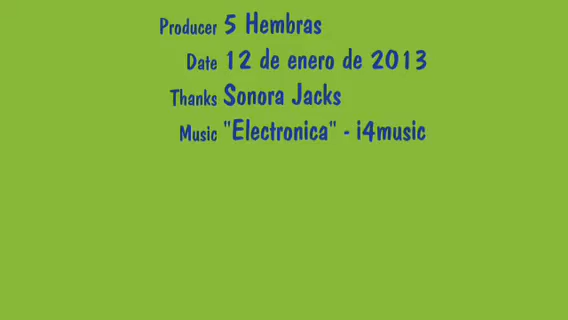 Producer 5 Hembras
Date 12 de enero de 2013
Thanks Sonora Jacks
Music "Electronica" - i4music